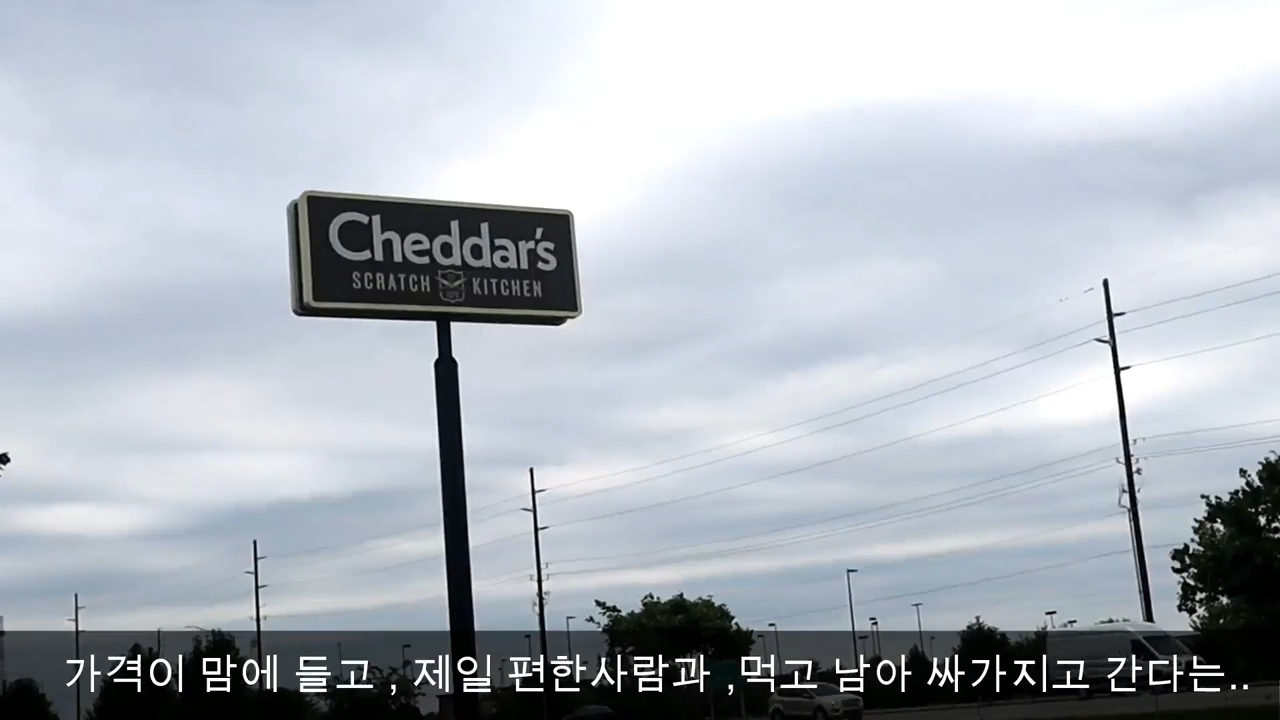 Cheddar's
SCRATCH KITCHEN
가격이 맘에 들고 , 제일 편한사람과 ,먹고 남아 싸가지고 간다는..